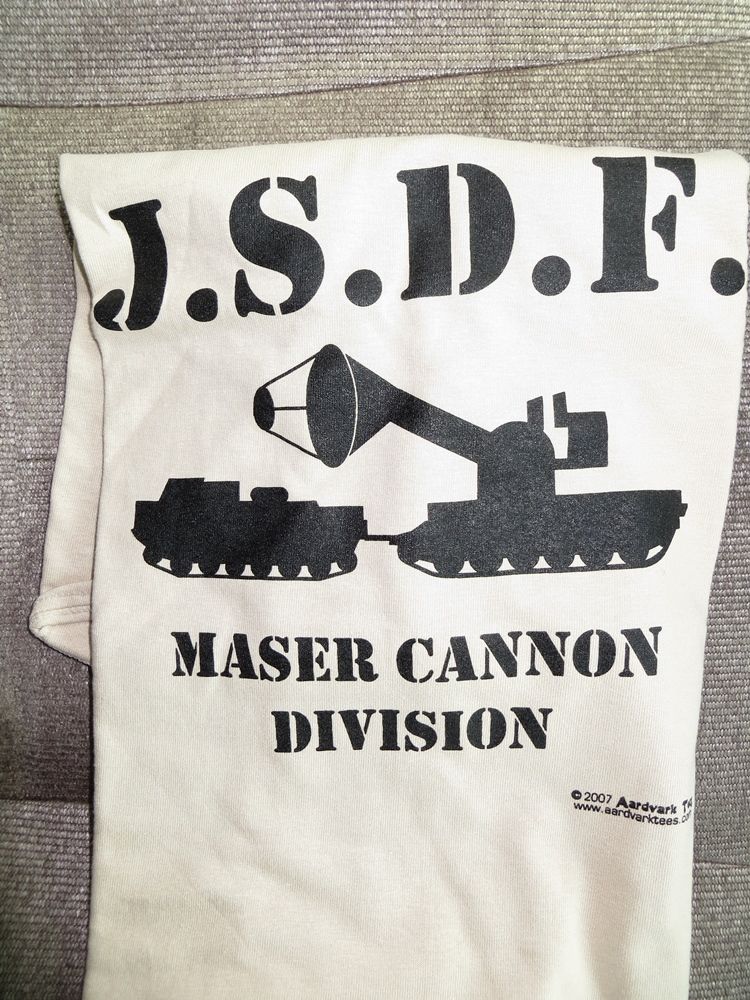 J.S.D.F.
MASER CANNON
DIVISION
© 2007 Aardvark
www.aardvarktees.com